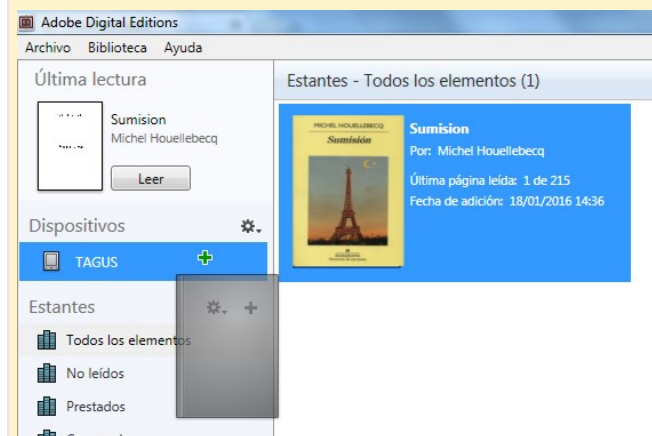 Adobe Digital Editions
Archivo Biblioteca Ayuda
Última lectura
Sumision
Michel Houellebecq
Leer
Dispositivos
TAGUS
Estantes
Todos los elementos
No leídos
Prestados
Estantes - Todos los elementos (1)
MICHEL HOUELLEBECQ
Sumisión
Sumision
Por: Michel Houellebecq
Última página leída: 1 de 215
Fecha de adición: 18/01/2016 14:36